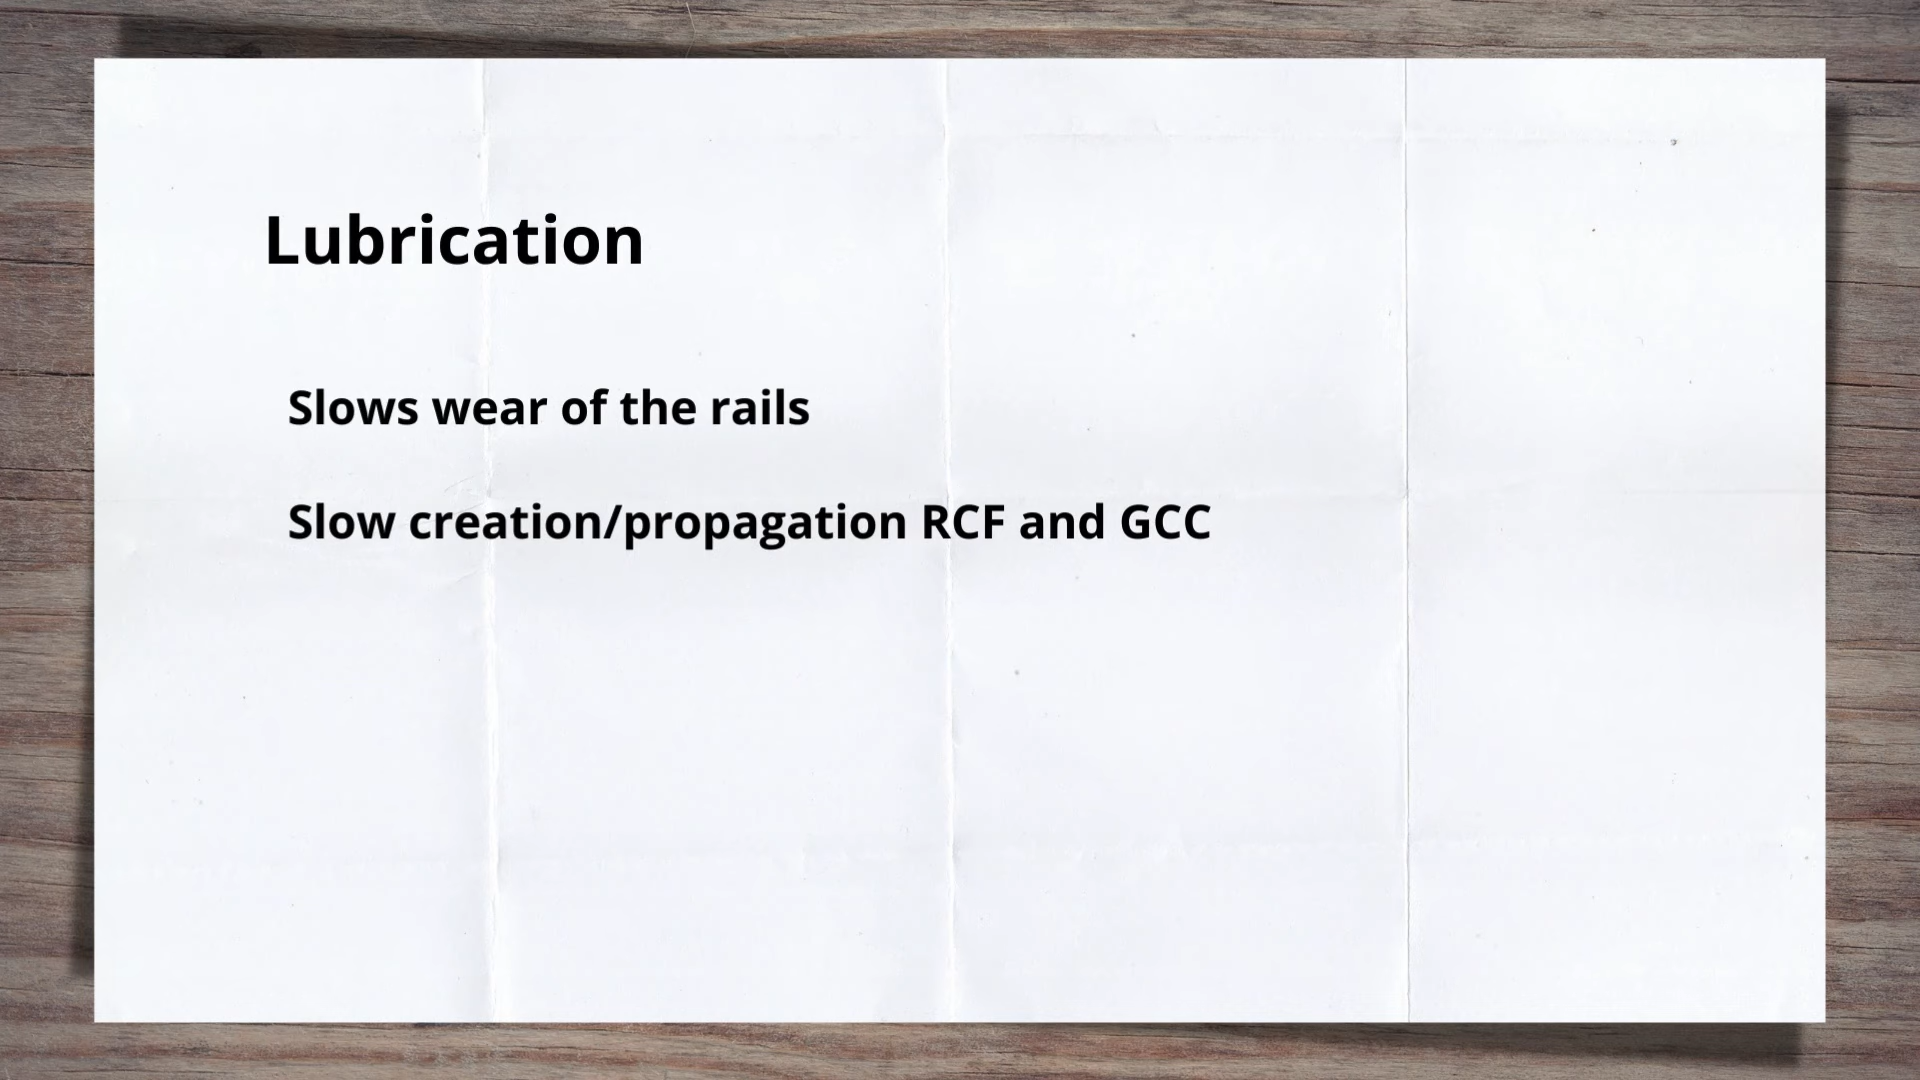 Lubrication
Slows wear of the rails
Slow creation/propagation RCF and GCC